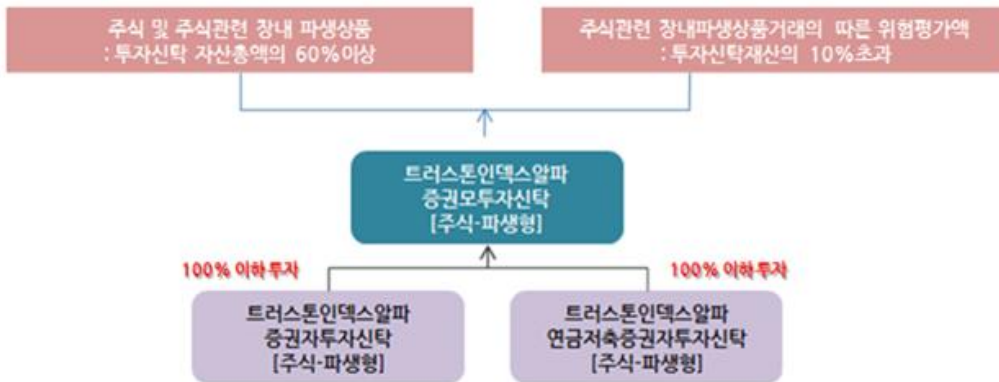 주식 및 주식관련 장내 파생상품
: 투자신탁 자산총액의 60%이상
주식관련 장내파생상품거래의 따른 위험평가액
: 투자신탁재산의 10%초과
트러스톤인덱스알파
증권모투자신탁
[주식-파생형]
100% 이하 투자
100% 이하 투자
트러스톤인덱스알파
증권자투자신탁
[주식-파생형]
트러스톤인덱스알파
연금저축증권자투자신탁
[주식-파생형]